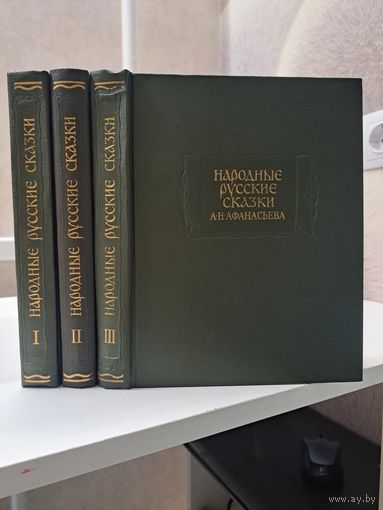 НАРОДНЫЕ РУССКИЕ СКАЗКИ
I
НАРОДНЫЕ РУССКИЕ СКАЗКИ
II
НАРОДНЫЕ РУССКИЕ СКАЗКИ
III
НАРОДНЫЕ
РУССКИЕ
СКАЗКИ
А·Н·АФАНАСЬЕВА
www.ay.by